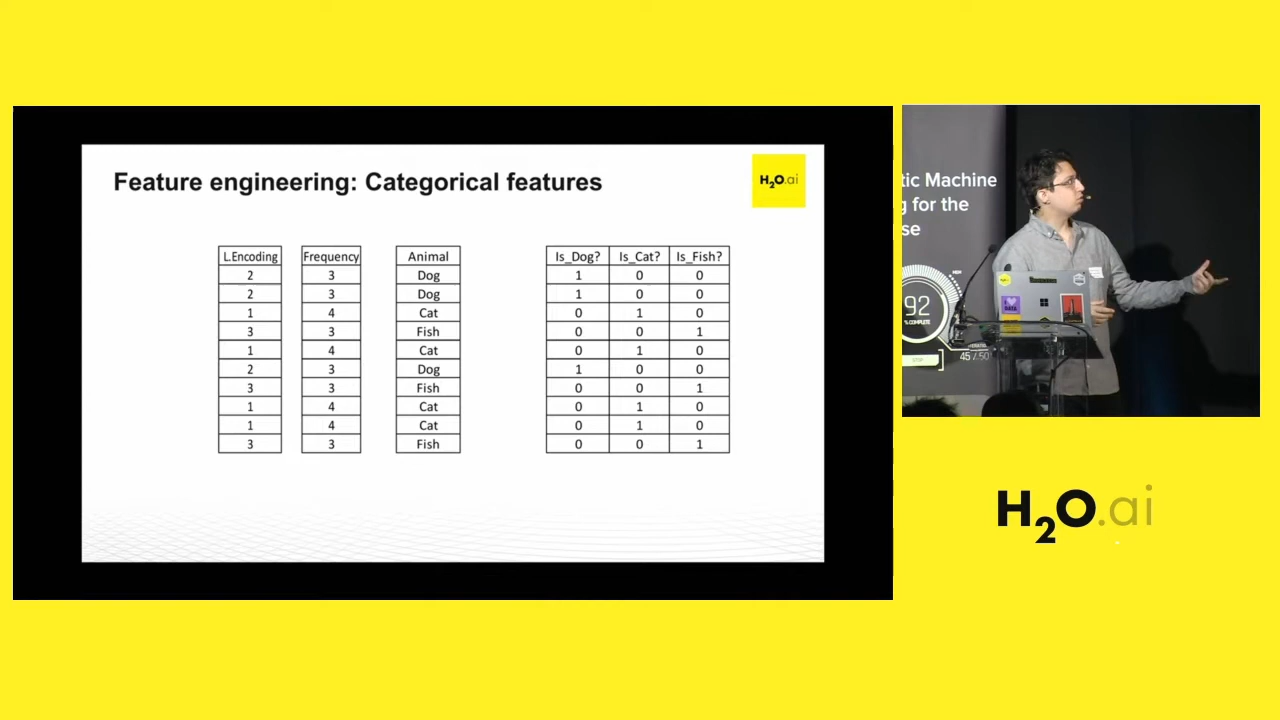 Feature engineering: Categorical features
H2O.ai
L.Encoding Frequency Animal Is_Dog? Is_Cat? Is_Fish?
2 3 Dog 1 0 0
2 3 Dog 1 0 0
1 4 Cat 0 1 0
3 3 Fish 0 0 1
1 4 Cat 0 1 0
2 3 Dog 1 0 0
3 3 Fish 0 0 1
1 4 Cat 0 1 0
1 4 Cat 0 1 0
3 3 Fish 0 0 1
tic Machine
g for the
se
92
% COMPLETE
45 / 50
H2O.ai